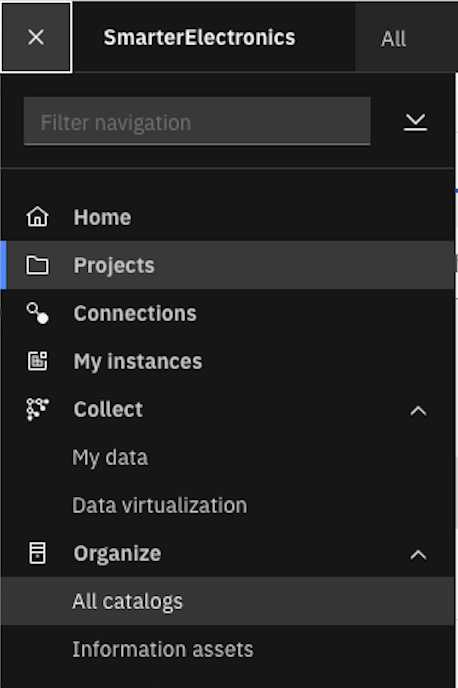 SmarterElectronics All
Filter navigation
Home
Projects
Connections
My instances
Collect
My data
Data virtualization
Organize
All catalogs
Information assets